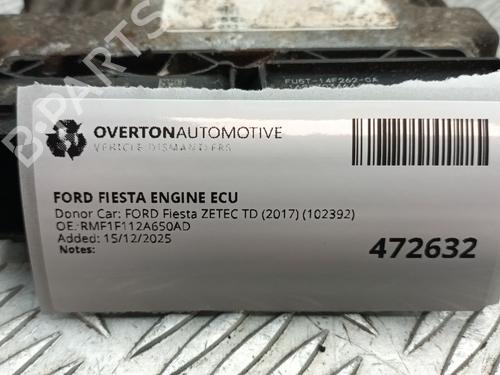 FU6T-14F262-GA
OVERTONAUTOMOTIVE
VEHICLE DISMANTLERS
FORD FIESTA ENGINE ECU
Donor Car: FORD Fiesta ZETEC TD (2017) (102392)
OE: RMF1F112A650AD
Added: 15/12/2025
Notes:
472632
B-PARTS